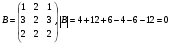 B = ( 1 2 1
3 2 3
2 2 2 ) , |B| = 4 + 12 + 6 − 4 − 6 − 12 = 0